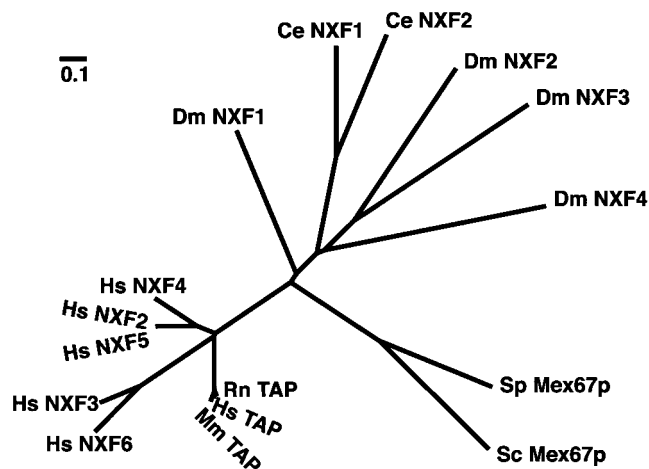 Ce NXF1
Ce NXF2
Dm NXF2
0.1
Dm NXF3
Dm NXF1
Dm NXF4
Hs NXF4
Hs NXF2
Hs NXF5
Rn TAP
Sp Mex67p
Hs NXF3
Hs TAP
Mm TAP
Hs NXF6
Sc Mex67p